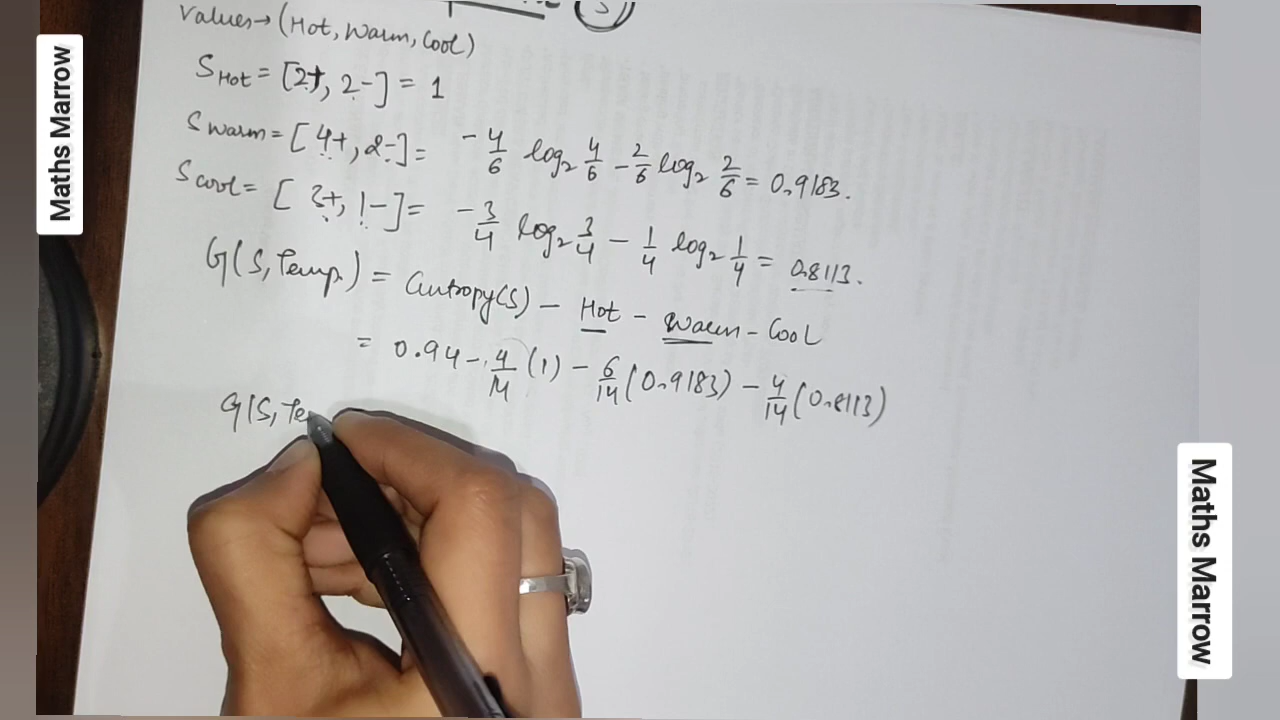 Values → (Hot, Warm, Cool)
S Hot = [2+, 2-] = 1
S Warm = [4+, 2-] = -4/6 log₂ 4/6 - 2/6 log₂ 2/6 = 0.9183.
S Cool = [3+, 1-] = -3/4 log₂ 3/4 - 1/4 log₂ 1/4 = 0.8113.
G(S, Temp.) = Entropy(S) - Hot - Warm - Cool
= 0.94 - 4/14 (1) - 6/14 (0.9183) - 4/14 (0.8113)
G(S, Te
Maths Marrow
Maths Marrow